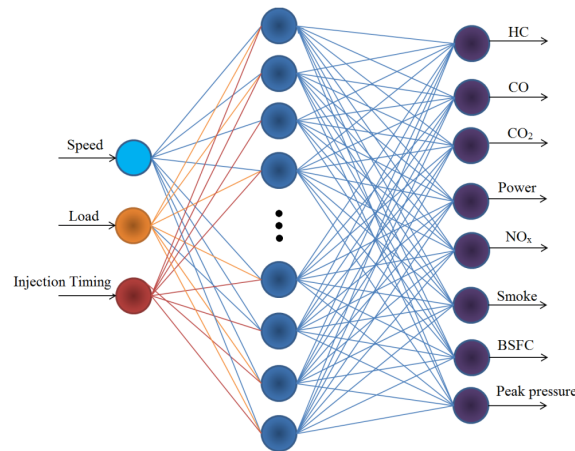 Speed
Load
Injection Timing
HC
CO
CO₂
Power
NOₓ
Smoke
BSFC
Peak pressure